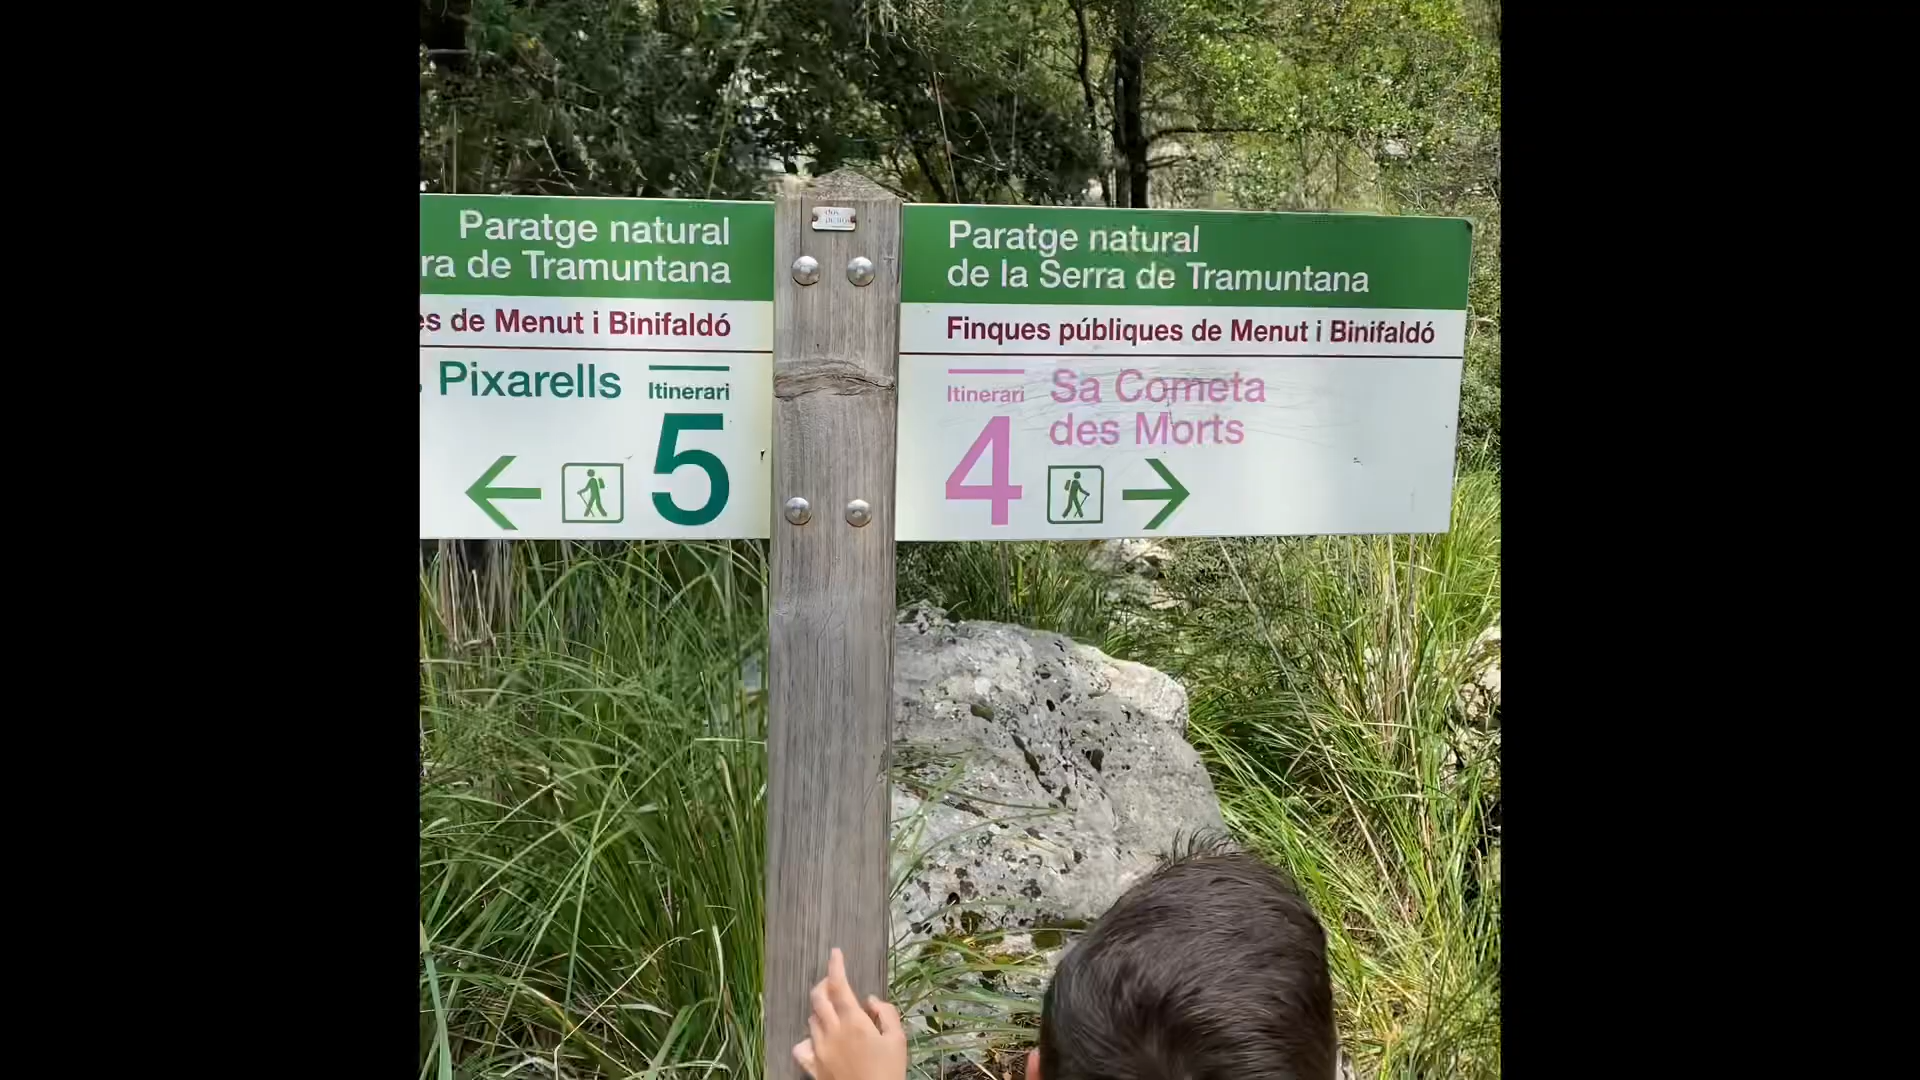 Paratge natural
ra de Tramuntana
es de Menut i Binifaldó
Pixarells
Itinerari
5
Paratge natural
de la Serra de Tramuntana
Finques públiques de Menut i Binifaldó
Itinerari
4
Sa Cometa
des Morts